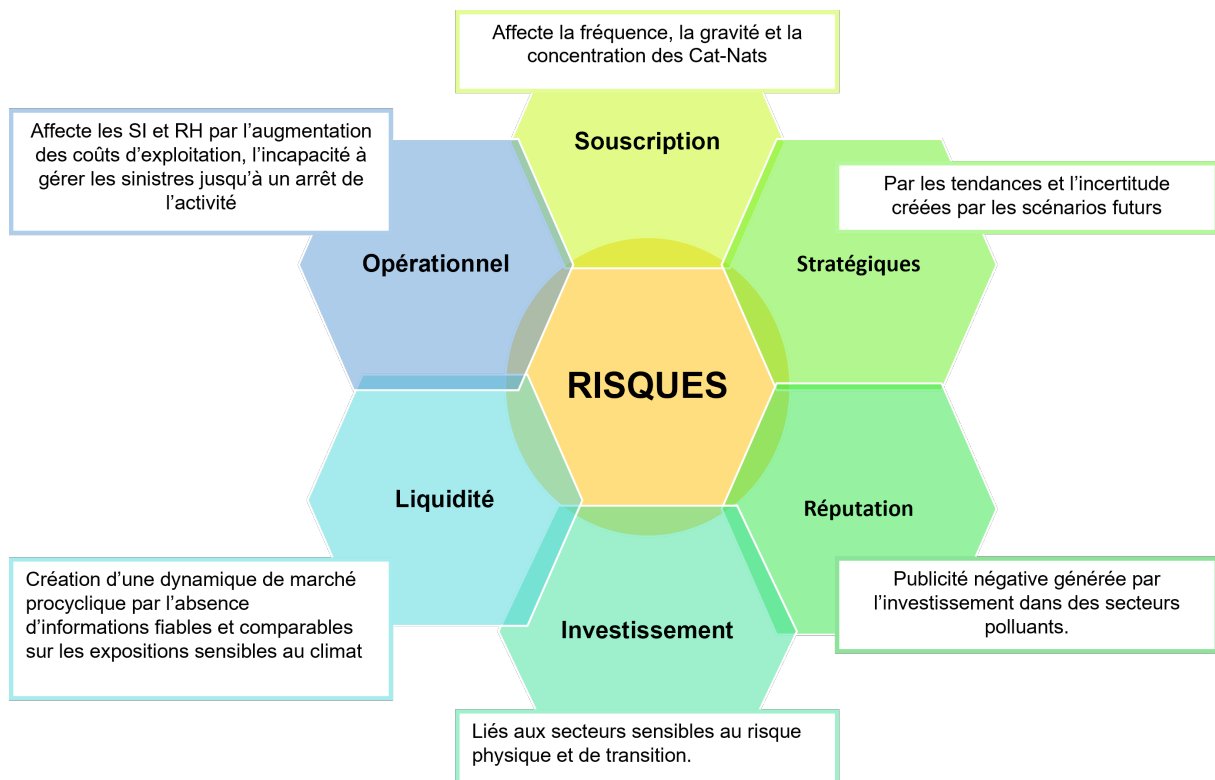 Affecte la fréquence, la gravité et la
concentration des Cat-Nats
Souscription
Affecte les SI et RH par l’augmentation
des coûts d’exploitation, l’incapacité à
gérer les sinistres jusqu’à un arrêt de
l’activité
Opérationnel
Par les tendances et l’incertitude
créées par les scénarios futurs
Stratégiques
RISQUES
Liquidité
Création d’une dynamique de marché
procyclique par l’absence
d’informations fiables et comparables
sur les expositions sensibles au climat
Réputation
Publicité négative générée par
l’investissement dans des secteurs
polluants.
Investissement
Liés aux secteurs sensibles au risque
physique et de transition.